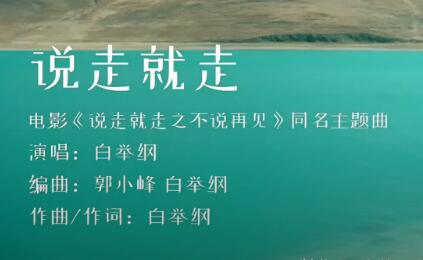 说走就走
电影《说走就走之不说再见》同名主题曲
演唱：白举纲
编曲：郭小峰 白举纲
作曲/作词：白举纲